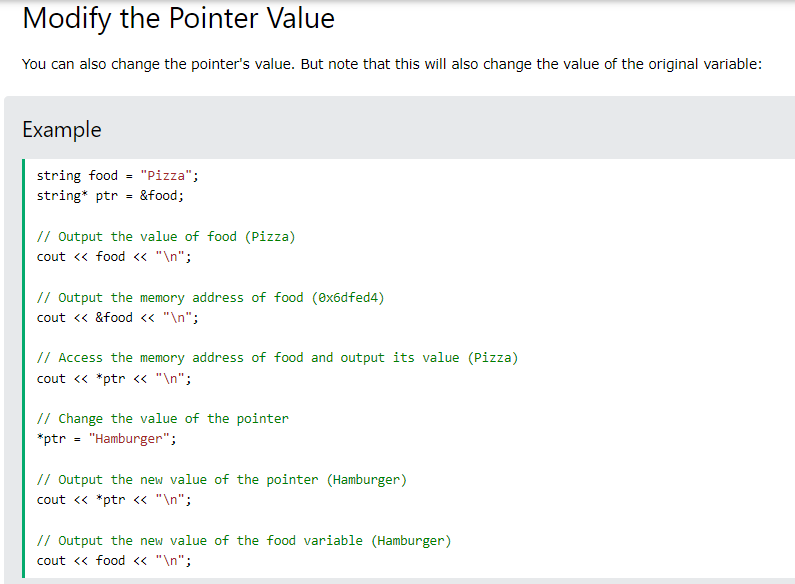 Modify the Pointer Value
You can also change the pointer's value. But note that this will also change the value of the original variable:
Example
string food = "Pizza";
string* ptr = &food;
// Output the value of food (Pizza)
cout << food << "\n";
// Output the memory address of food (0x6dfed4)
cout << &food << "\n";
// Access the memory address of food and output its value (Pizza)
cout << *ptr << "\n";
// Change the value of the pointer
*ptr = "Hamburger";
// Output the new value of the pointer (Hamburger)
cout << *ptr << "\n";
// Output the new value of the food variable (Hamburger)
cout << food << "\n";